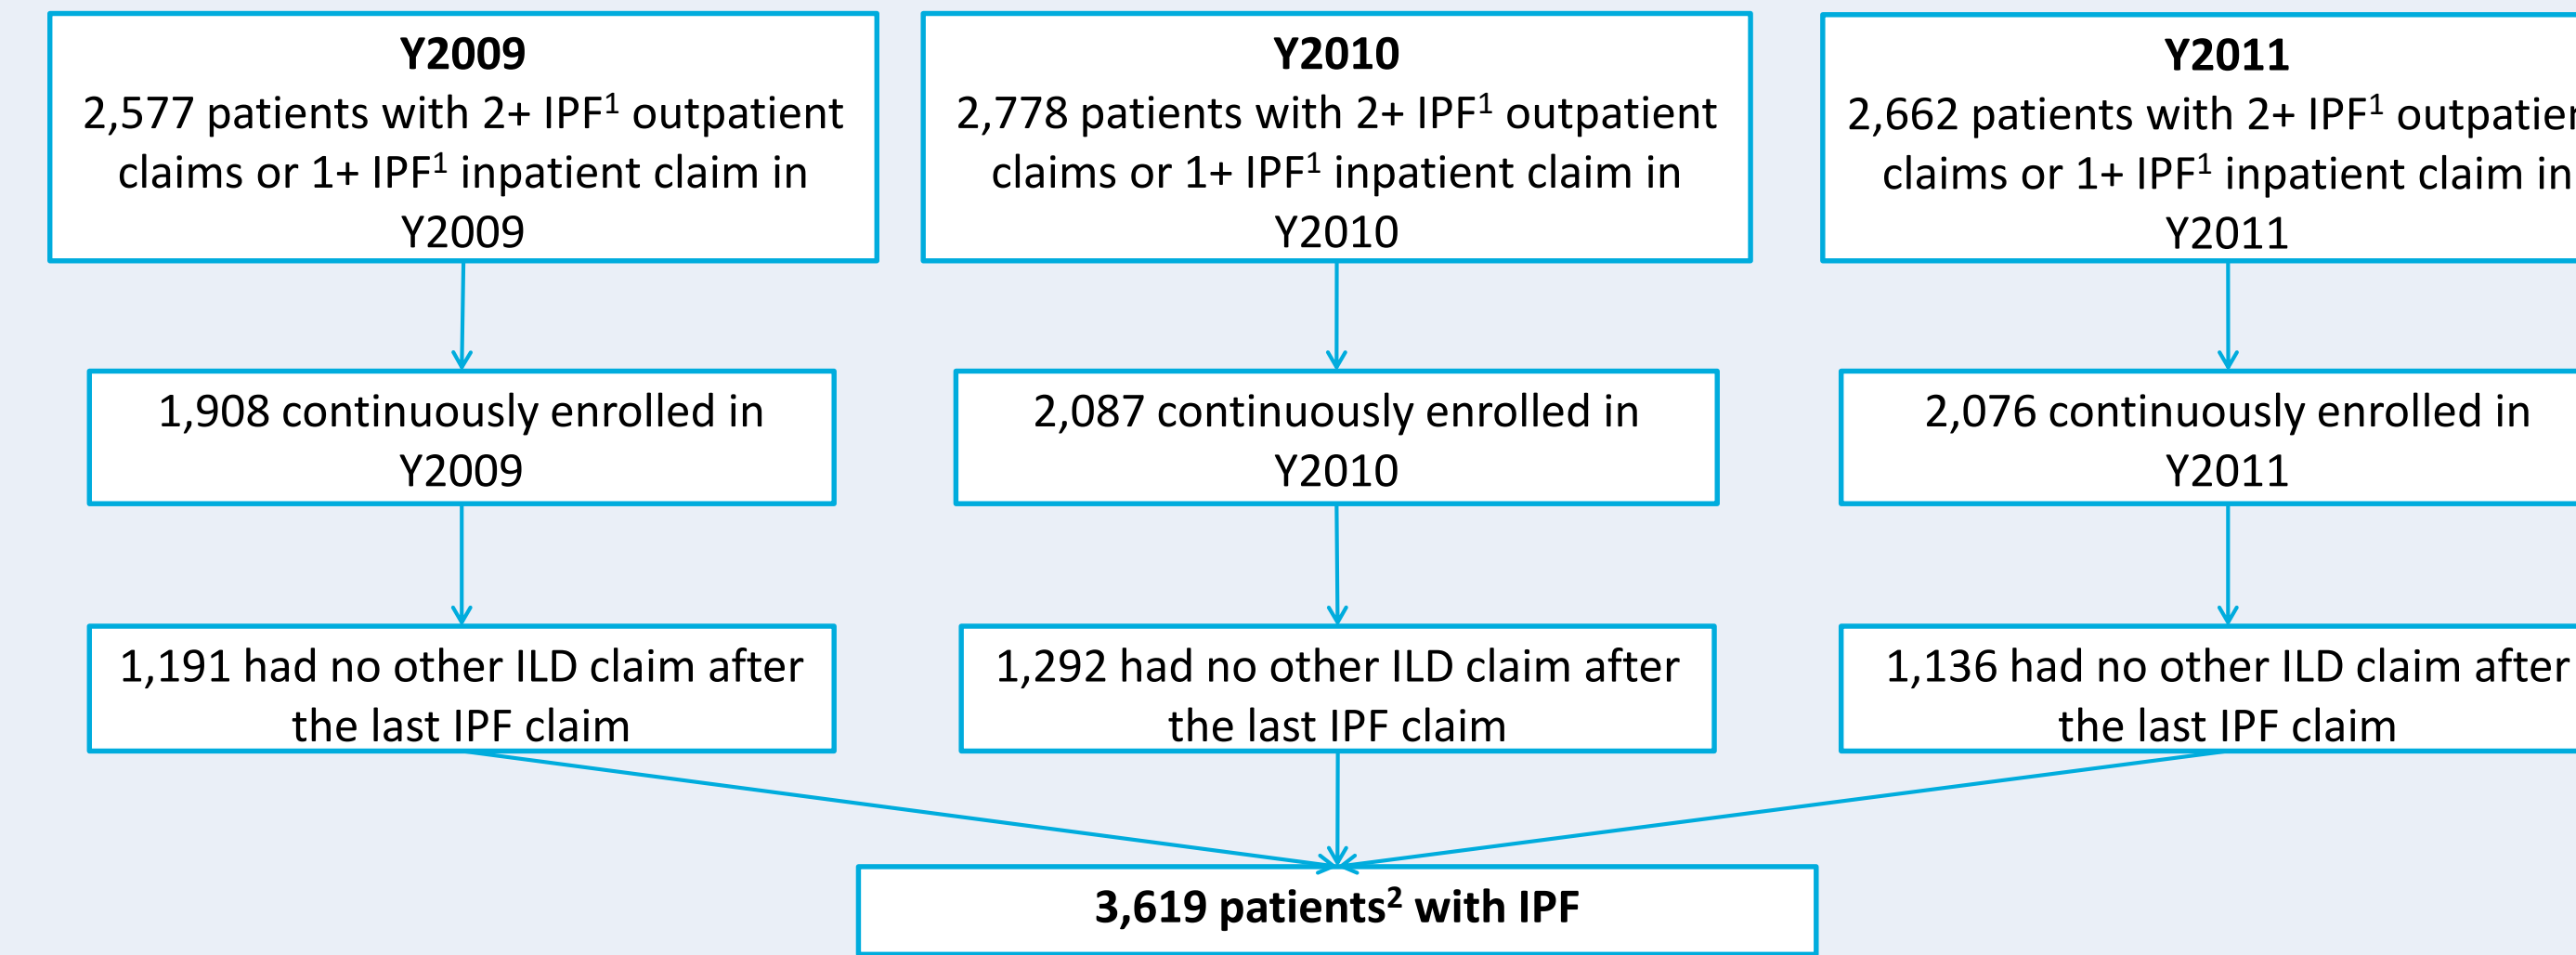 Y2009
2,577 patients with 2+ IPF¹ outpatient
claims or 1+ IPF¹ inpatient claim in
Y2009
Y2010
2,778 patients with 2+ IPF¹ outpatient
claims or 1+ IPF¹ inpatient claim in
Y2010
Y2011
2,662 patients with 2+ IPF¹ outpatien
claims or 1+ IPF¹ inpatient claim in
Y2011
1,908 continuously enrolled in
Y2009
2,087 continuously enrolled in
Y2010
2,076 continuously enrolled in
Y2011
1,191 had no other ILD claim after
the last IPF claim
1,292 had no other ILD claim after
the last IPF claim
1,136 had no other ILD claim after
the last IPF claim
3,619 patients² with IPF